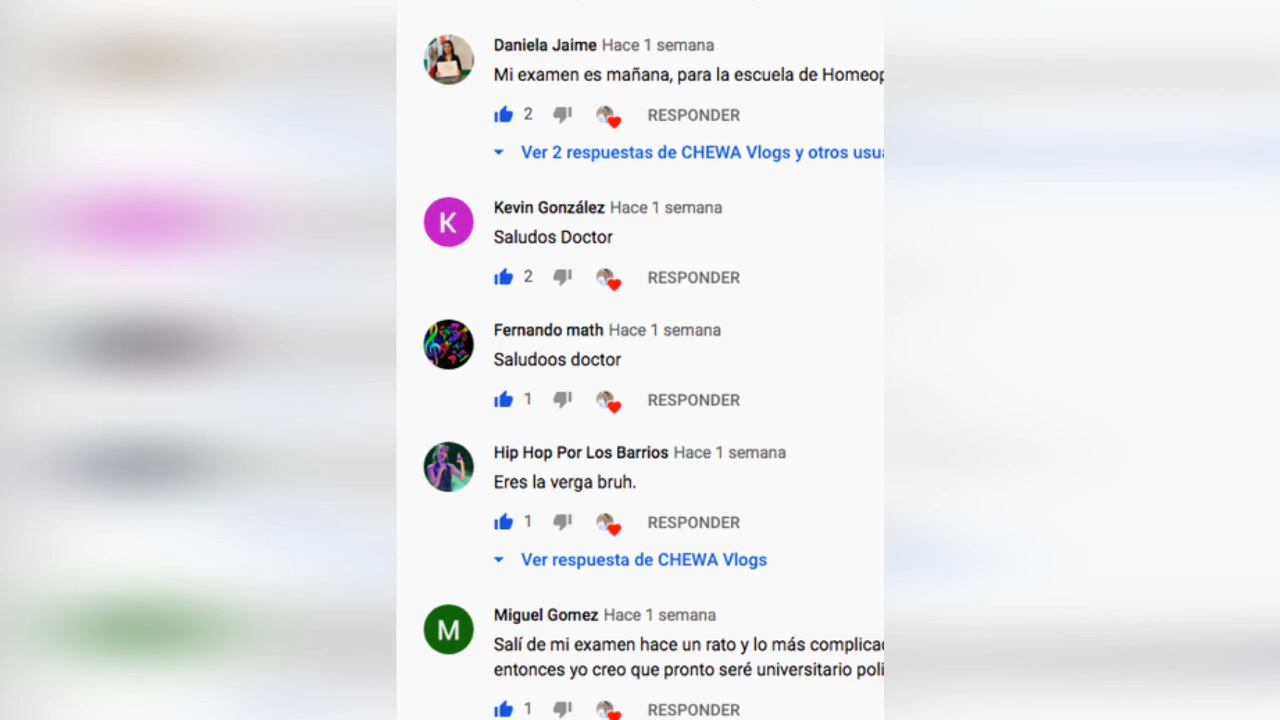 Daniela Jaime Hace 1 semana
Mi examen es mañana, para la escuela de Homeop
2 RESPONDER
Ver 2 respuestas de CHEWA Vlogs y otros usua
K
Kevin González Hace 1 semana
Saludos Doctor
2 RESPONDER
Fernando math Hace 1 semana
Saludoos doctor
1 RESPONDER
Hip Hop Por Los Barrios Hace 1 semana
Eres la verga bruh.
1 RESPONDER
Ver respuesta de CHEWA Vlogs
M
Miguel Gomez Hace 1 semana
Salí de mi examen hace un rato y lo más complica
entonces yo creo que pronto seré universitario poli
1 RESPONDER